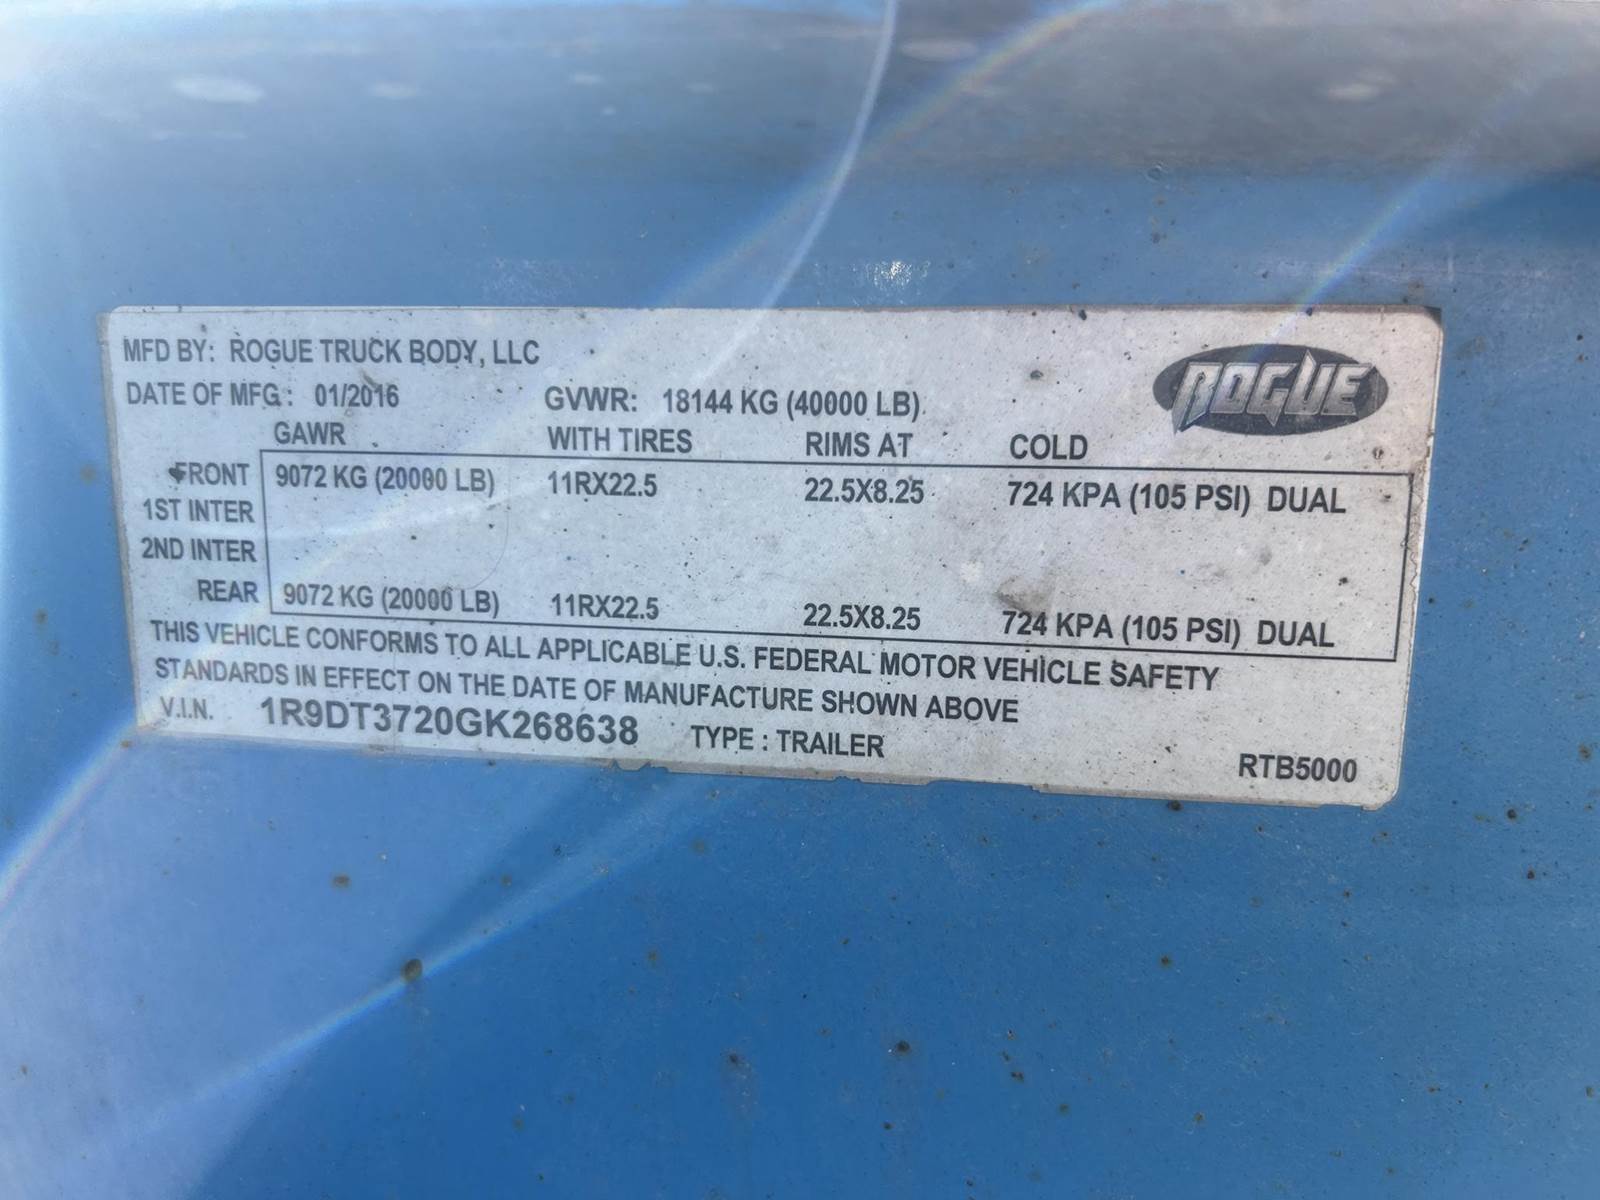 MFD BY: ROGUE TRUCK BODY, LLC
ROGUE
DATE OF MFG : 01/2016 GVWR: 18144 KG (40000 LB)
GAWR WITH TIRES RIMS AT COLD
FRONT 9072 KG (20000 LB) 11RX22.5 22.5X8.25 724 KPA (105 PSI) DUAL
1ST INTER
2ND INTER
REAR 9072 KG (20000 LB) 11RX22.5 22.5X8.25 724 KPA (105 PSI) DUAL
THIS VEHICLE CONFORMS TO ALL APPLICABLE U.S. FEDERAL MOTOR VEHICLE SAFETY
STANDARDS IN EFFECT ON THE DATE OF MANUFACTURE SHOWN ABOVE
V.I.N. 1R9DT3720GK268638 TYPE : TRAILER RTB5000